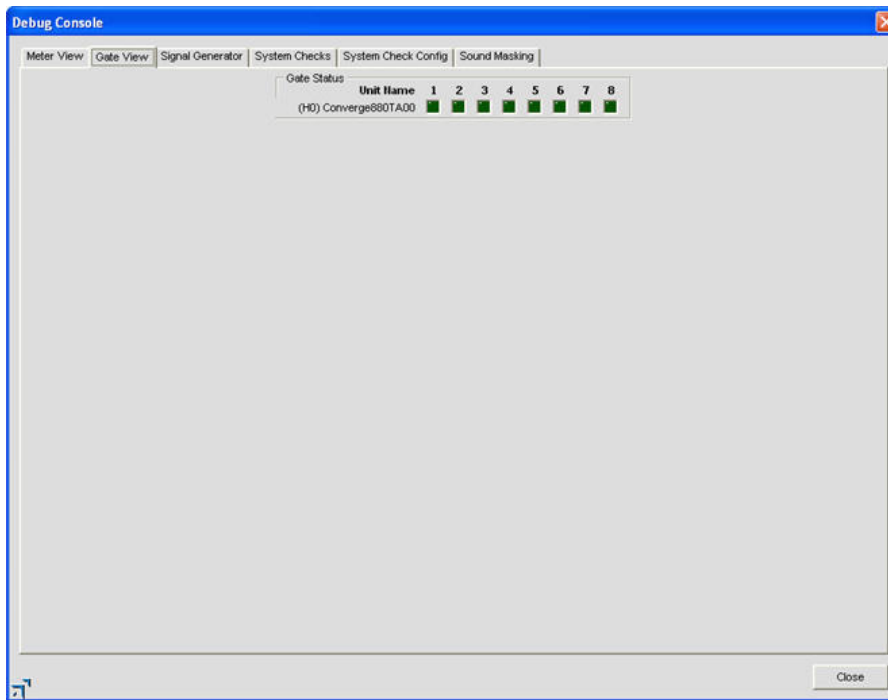 Debug Console
Meter View Gate View Signal Generator System Checks System Check Config Sound Masking
Gate Status
Unit Name 1 2 3 4 5 6 7 8
(H0) Converge880TA00
Close